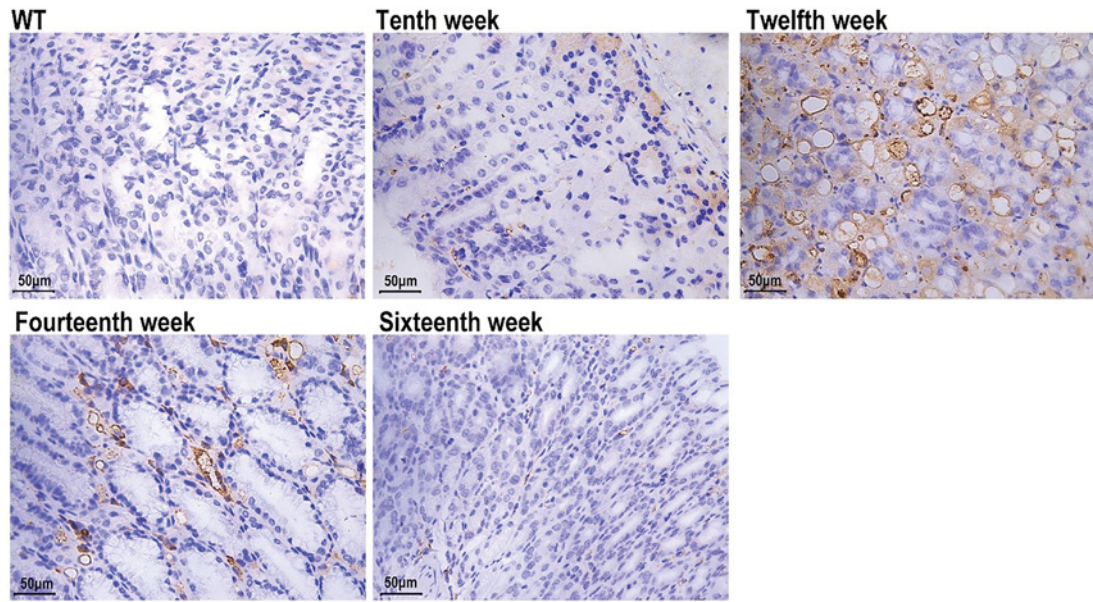 WT
Tenth week
Twelfth week
50μm
50μm
50μm
Fourteenth week
Sixteenth week
50μm
50μm